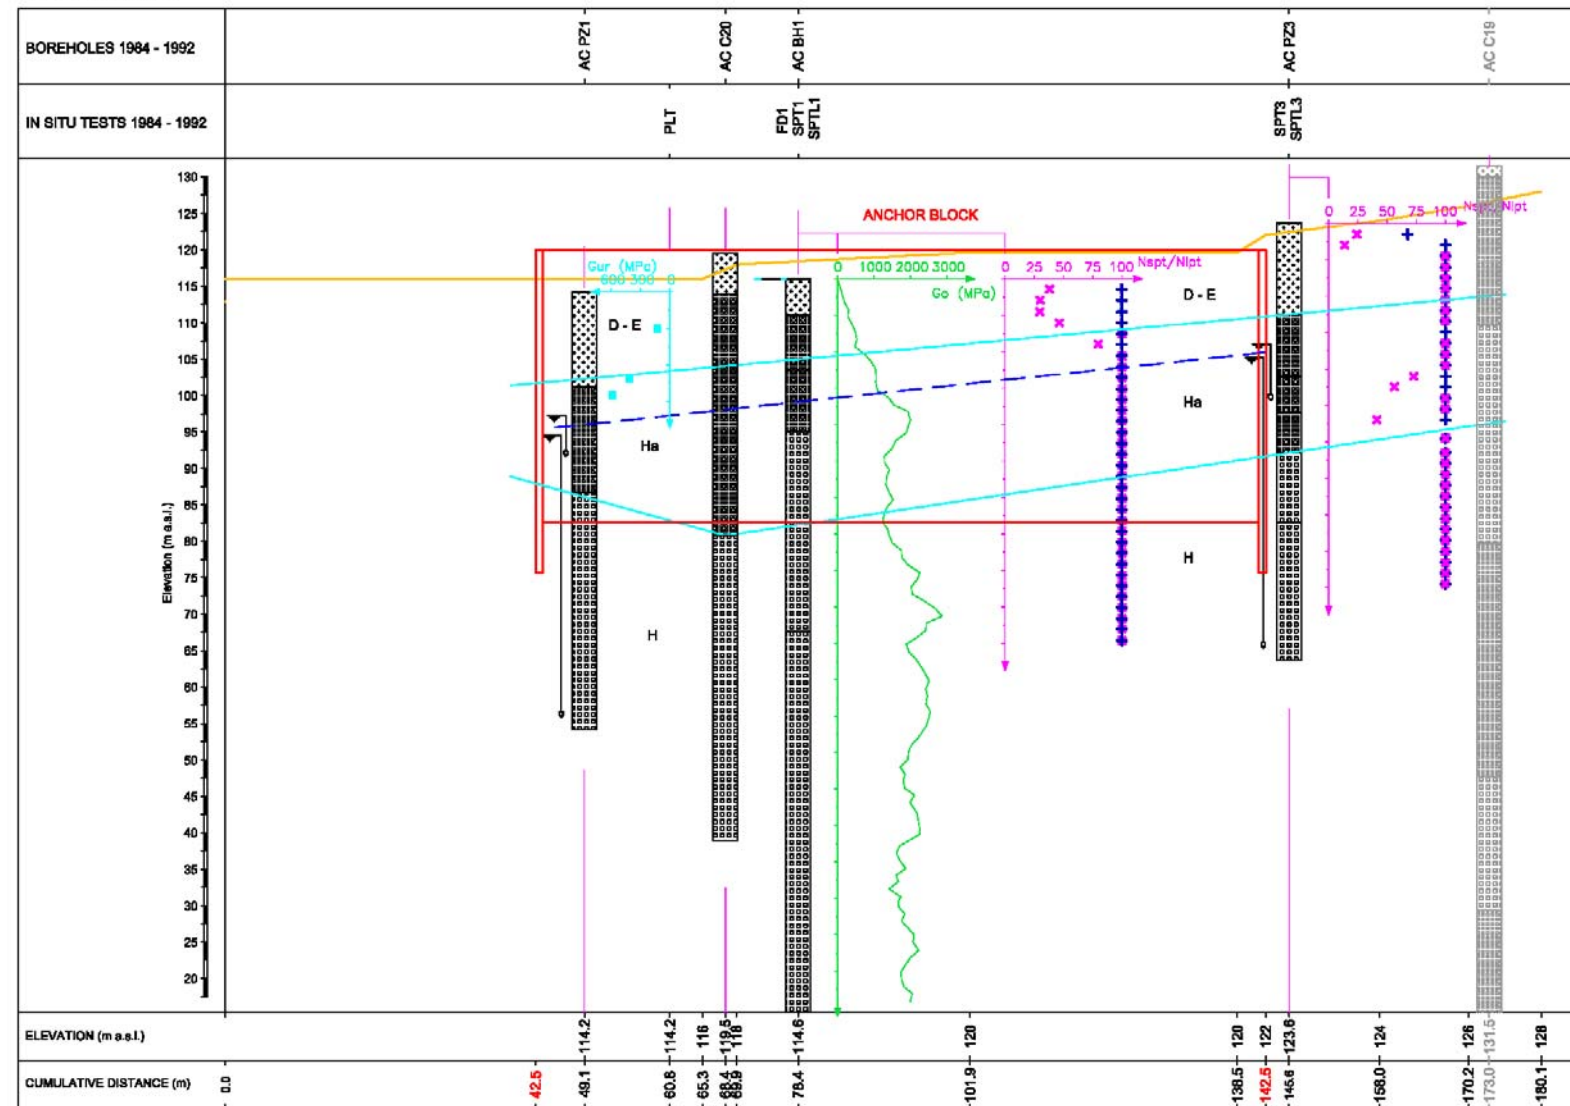 BOREHOLES 1984 - 1992
AC PZ1
AC C20
AC BH1
AC PZ3
AC C19
IN SITU TESTS 1984 - 1992
PLT
FD1
SPT1
SPTL1
SPT3
SPTL3
Elevation (m a.s.l.)
130
125
120
115
110
105
100
95
90
85
80
75
70
65
60
55
50
45
40
35
30
25
20
ANCHOR BLOCK
Gur (MPa)
600 300 0
D - E
Ha
H
0 1000 2000 3000
Go (MPa)
0 25 50 75 100
Nspt/Nlpt
D - E
Ha
H
0 25 50 75 100
Nspt/Nlpt
ELEVATION (m a.s.l.)
114.2
114.2
116
119.5
118
114.6
120
120
122
123.6
124
126
131.5
128
CUMULATIVE DISTANCE (m)
0.0
42.5
49.1
60.8
65.3
68.4
69.9
78.4
101.9
138.5
142.5
145.6
158.0
170.2
173.0
180.1